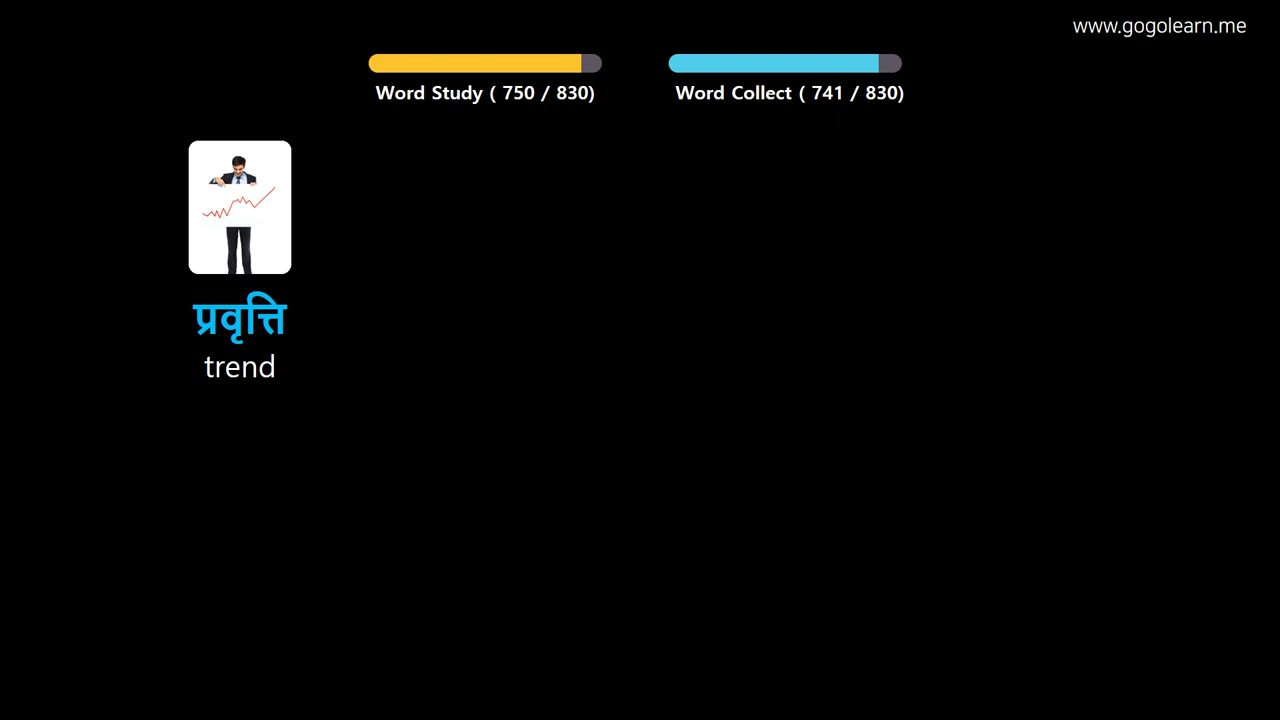 www.gogolearn.me
Word Study ( 750 / 830)
Word Collect ( 741 / 830)
प्रवृत्ति
trend